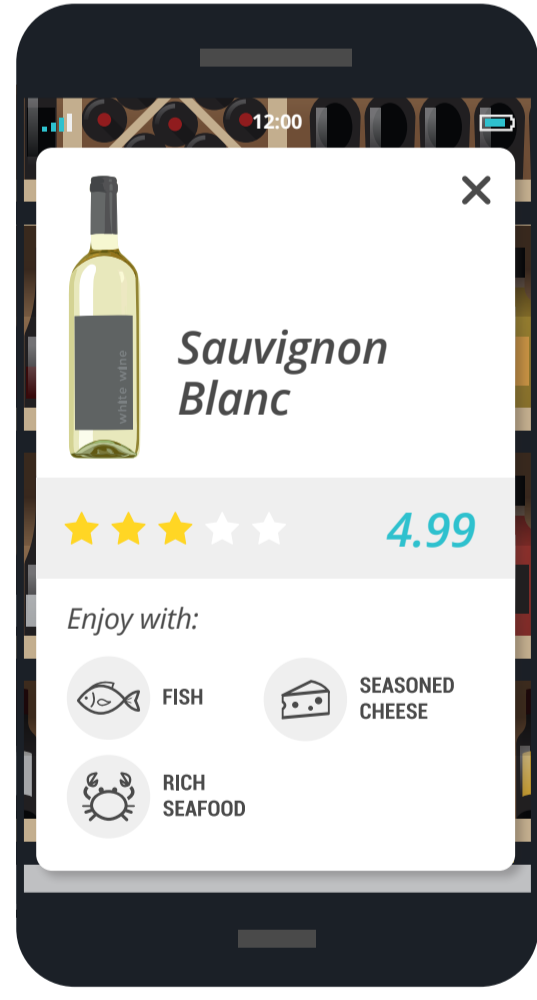 12:00
white wine
Sauvignon
Blanc
4.99
Enjoy with:
FISH
SEASONED
CHEESE
RICH
SEAFOOD